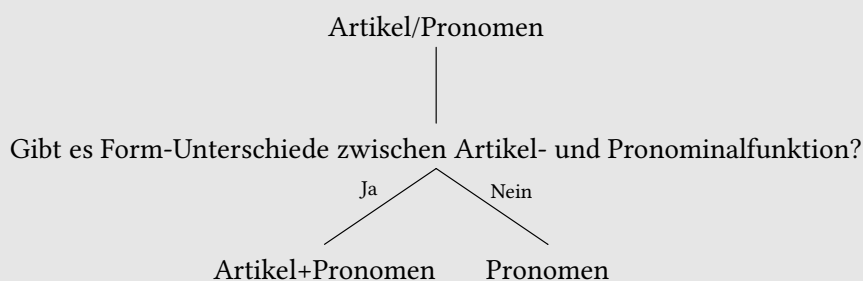 Artikel/Pronomen
Gibt es Form-Unterschiede zwischen Artikel- und Pronominalfunktion?
Ja Nein
Artikel+Pronomen Pronomen